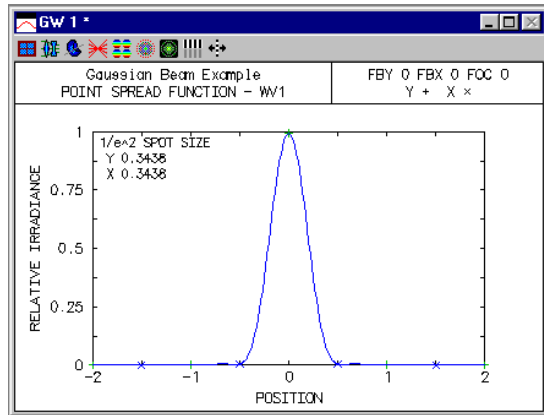 GW 1 *
Gaussian Beam Example
POINT SPREAD FUNCTION - WV1
FBY 0 FBX 0 FOC 0
Y + X ×
1/e^2 SPOT SIZE
Y 0.3438
X 0.3438
RELATIVE IRRADIANCE
1
0.75
0.5
0.25
0
-2
-1
0
1
2
POSITION